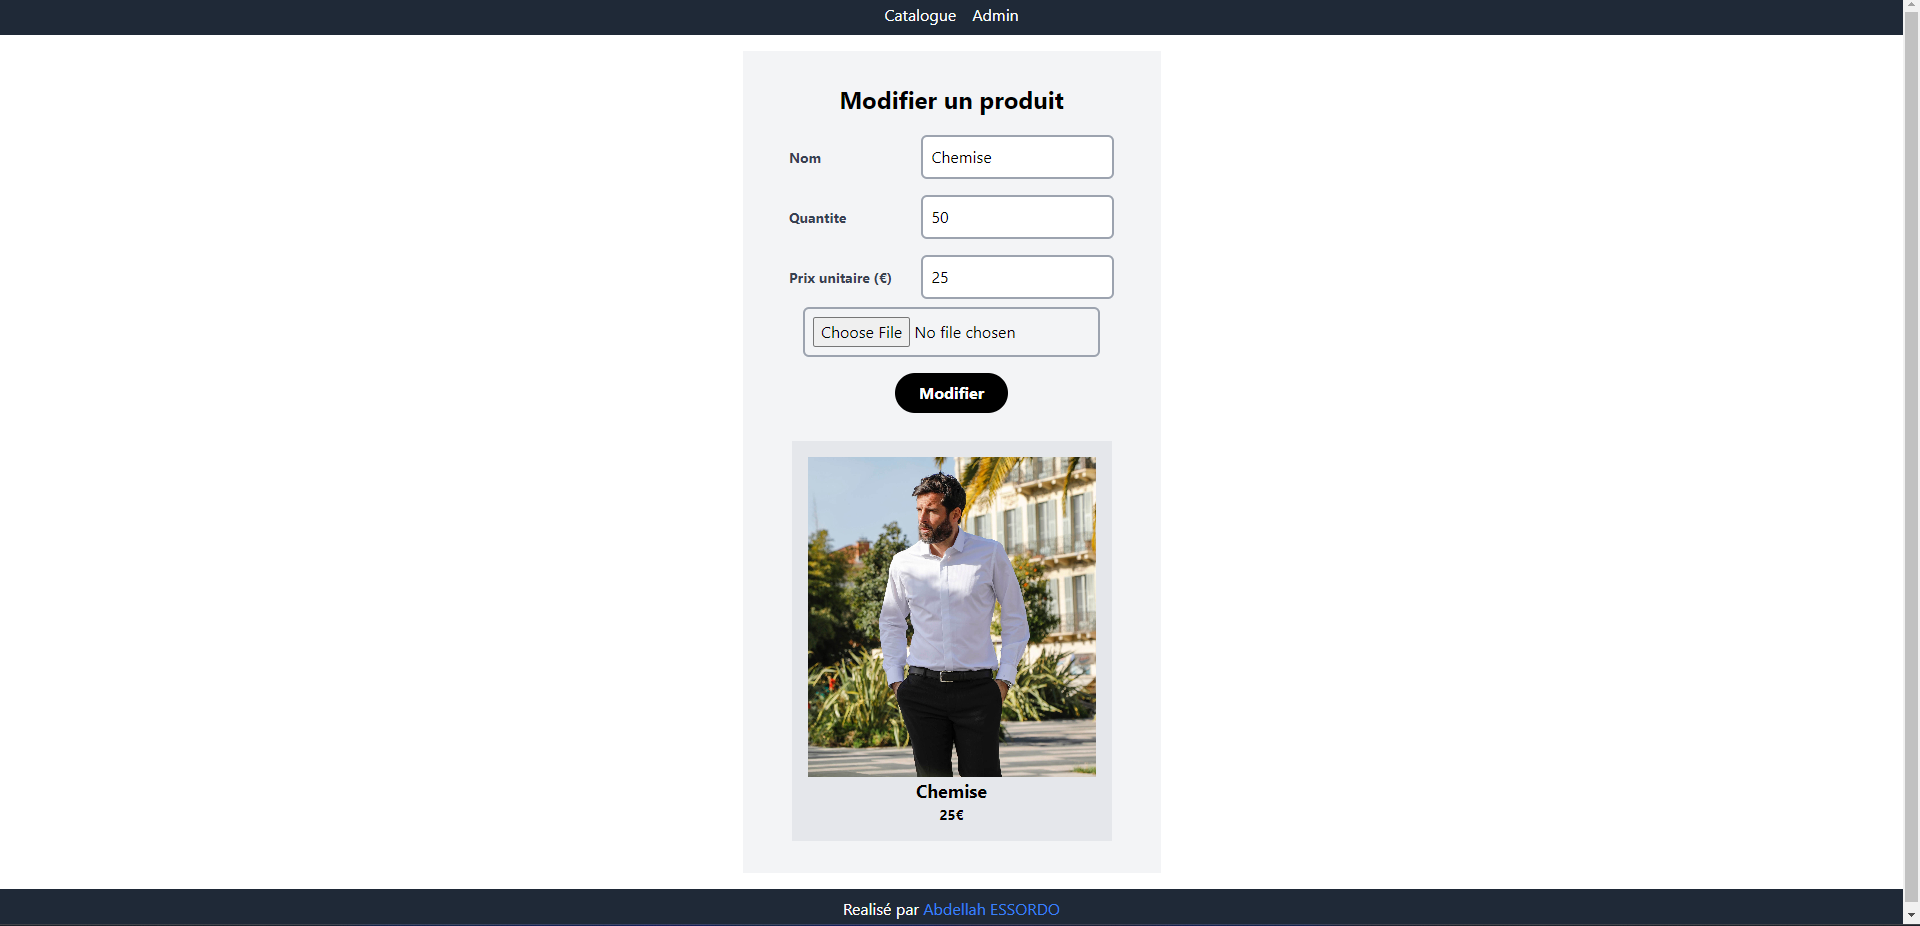 Catalogue Admin
Modifier un produit
Nom Chemise
Quantite 50
Prix unitaire (€) 25
Choose File No file chosen
Modifier
Chemise
25€
Realisé par Abdellah ESSORDO